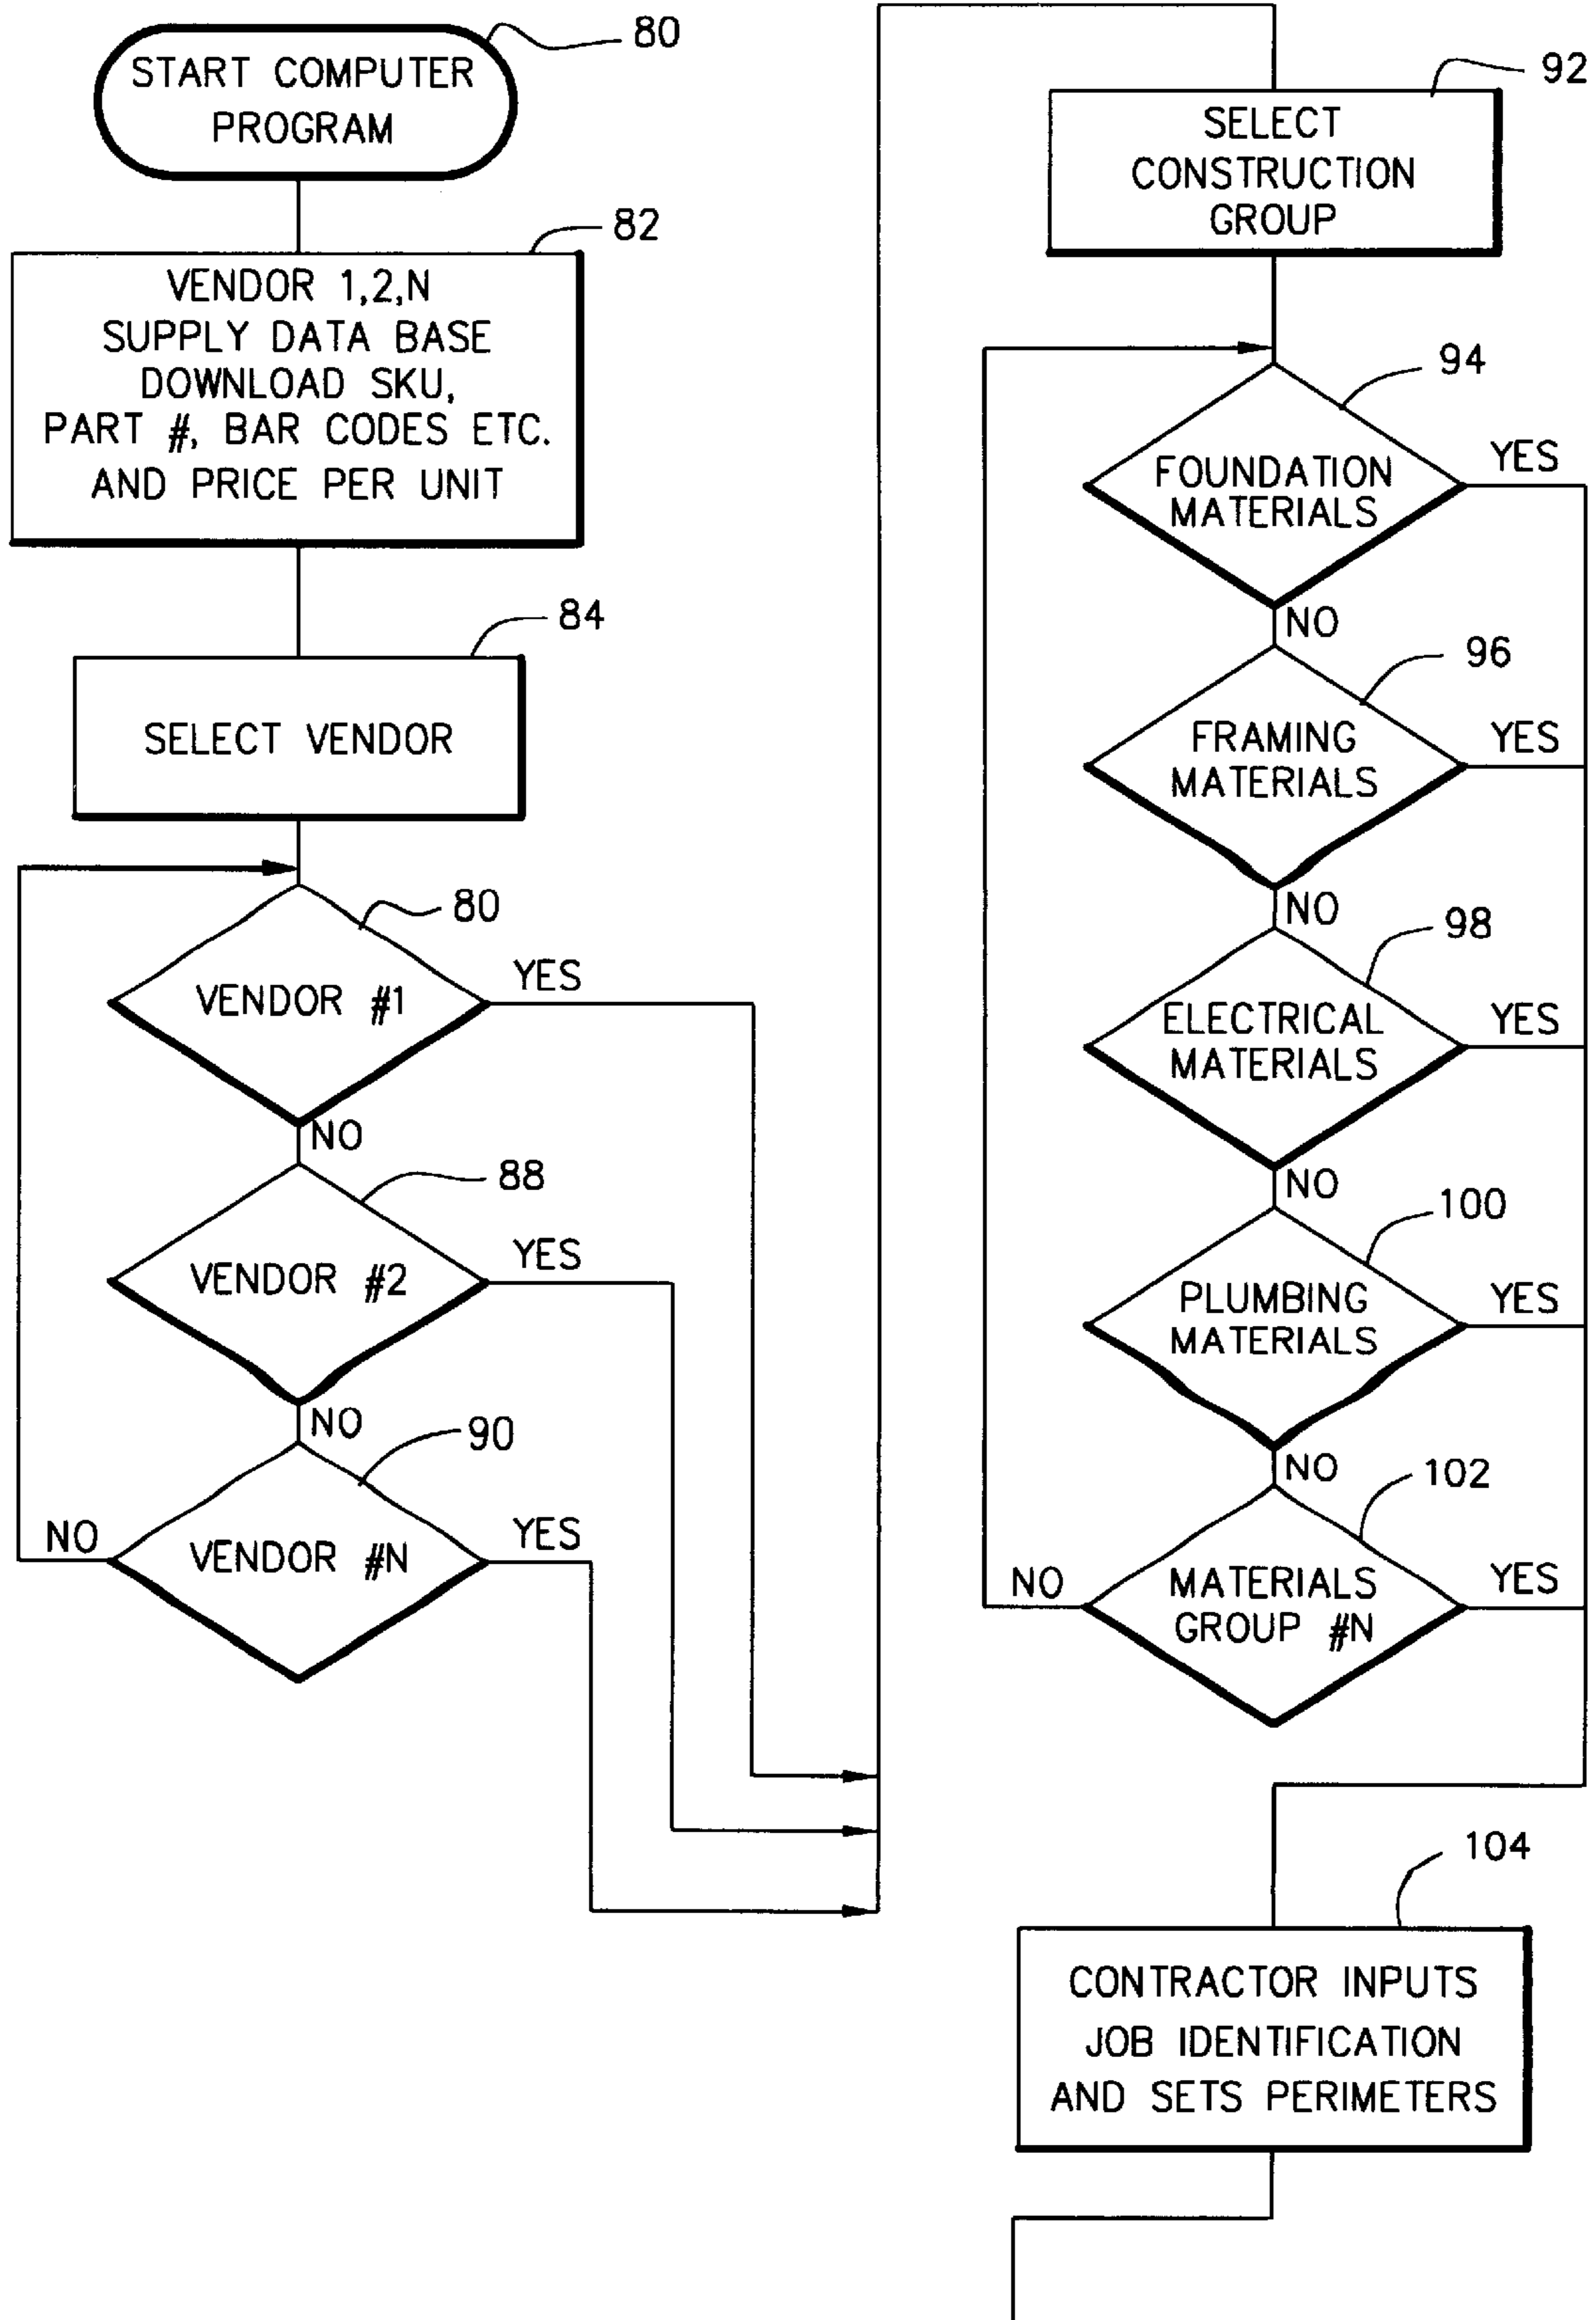 START COMPUTER
PROGRAM
80
VENDOR 1,2,N
SUPPLY DATA BASE
DOWNLOAD SKU,
PART #, BAR CODES ETC.
AND PRICE PER UNIT
82
SELECT VENDOR
84
VENDOR #1
80
YES
NO
VENDOR #2
88
YES
NO
VENDOR #N
90
YES
NO
SELECT
CONSTRUCTION
GROUP
92
FOUNDATION
MATERIALS
94
YES
NO
FRAMING
MATERIALS
96
YES
NO
ELECTRICAL
MATERIALS
98
YES
NO
PLUMBING
MATERIALS
100
YES
NO
MATERIALS
GROUP #N
102
YES
NO
CONTRACTOR INPUTS
JOB IDENTIFICATION
AND SETS PERIMETERS
104